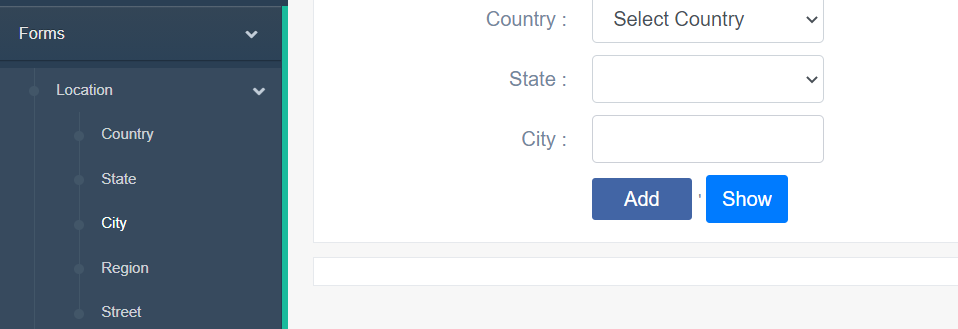 Forms
Location
Country
State
City
Region
Street
Country :
Select Country
State :
City :
Add ' Show